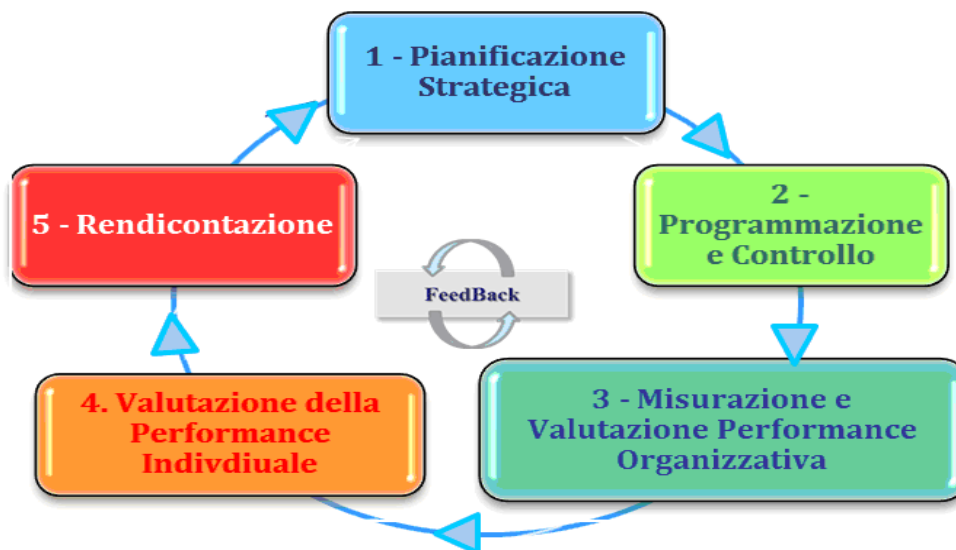 1 - Pianificazione
Strategica
2 -
Programmazione
e Controllo
3 - Misurazione e
Valutazione Performance
Organizzativa
4. Valutazione della
Performance
Indivdiuale
5 - Rendicontazione
FeedBack